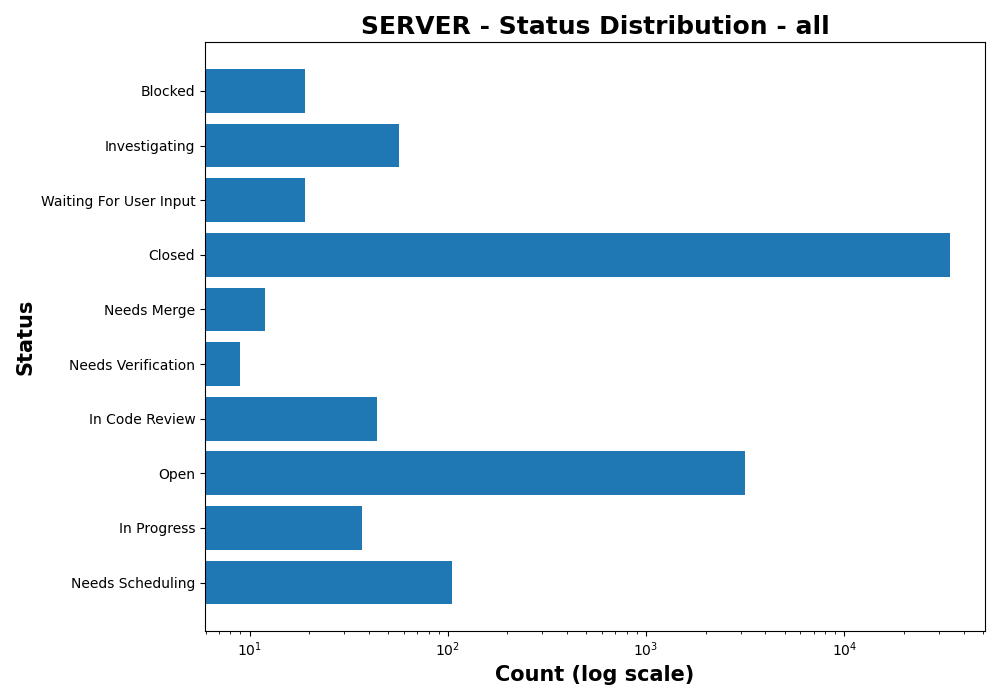 SERVER - Status Distribution - all
Status
Blocked
Investigating
Waiting For User Input
Closed
Needs Merge
Needs Verification
In Code Review
Open
In Progress
Needs Scheduling
10¹ 10² 10³ 10⁴
Count (log scale)